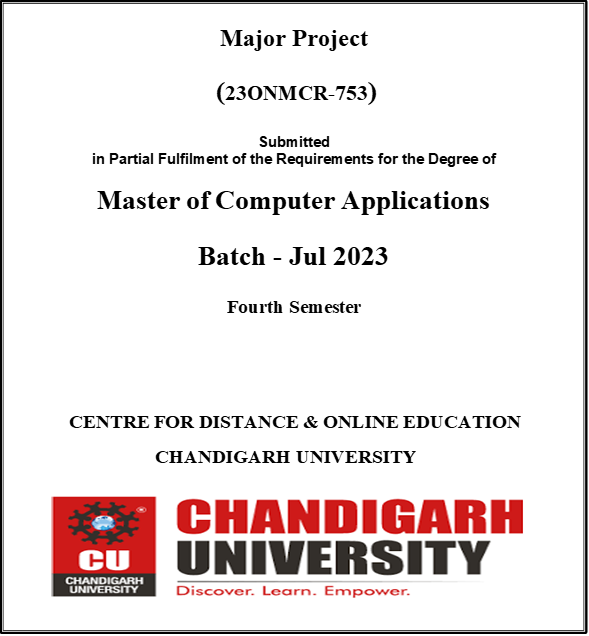 Major Project
(23ONMCR-753)
Submitted
in Partial Fulfilment of the Requirements for the Degree of
Master of Computer Applications
Batch - Jul 2023
Fourth Semester
CENTRE FOR DISTANCE & ONLINE EDUCATION
CHANDIGARH UNIVERSITY
®
CU
CHANDIGARH
UNIVERSITY
CHANDIGARH
UNIVERSITY
Discover. Learn. Empower.